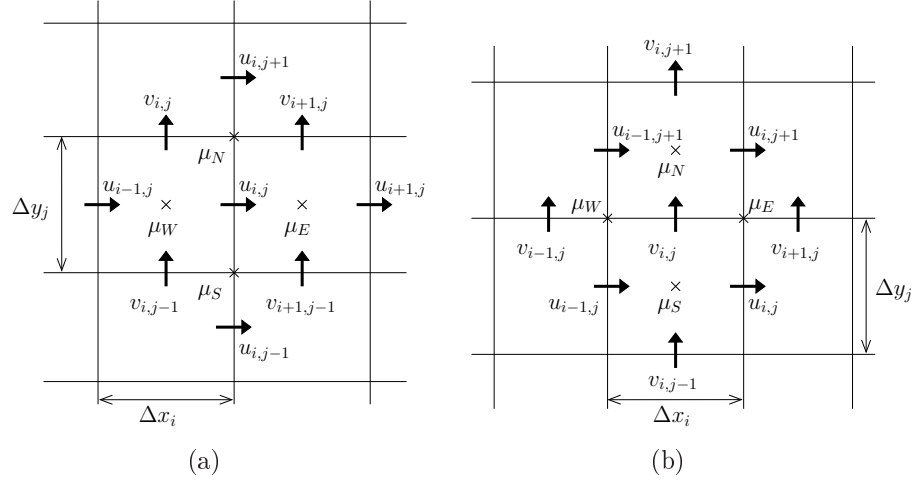 u_{i,j+1}
v_{i,j} v_{i+1,j}
μ_N
u_{i-1,j} u_{i,j} u_{i+1,j}
Δy_j
μ_W μ_E
μ_S
v_{i,j-1} v_{i+1,j-1}
u_{i,j-1}
Δx_i
(a)
v_{i,j+1}
u_{i-1,j+1} u_{i,j+1}
μ_N
μ_W μ_E
v_{i-1,j} v_{i,j} v_{i+1,j}
Δy_j
u_{i-1,j} μ_S u_{i,j}
v_{i,j-1}
Δx_i
(b)